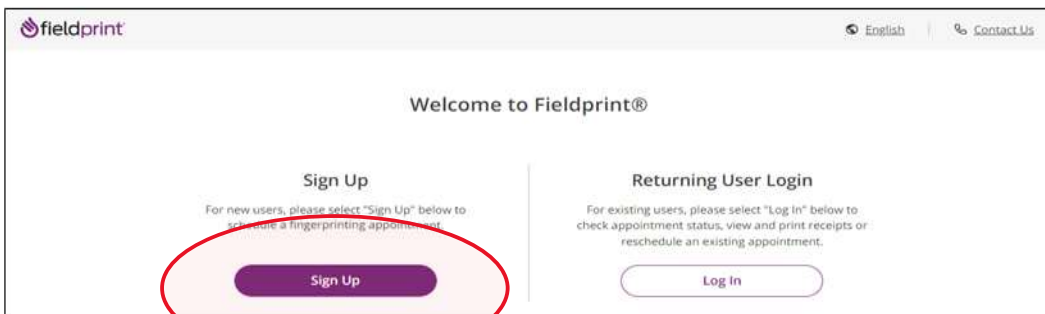 fieldprint
English
Contact Us
Welcome to Fieldprint®
Sign Up
For new users, please select "Sign Up" below to
schedule a fingerprinting appointment.
Sign Up
Returning User Login
For existing users, please select "Log In" below to
check appointment status, view and print receipts or
reschedule an existing appointment.
Log In